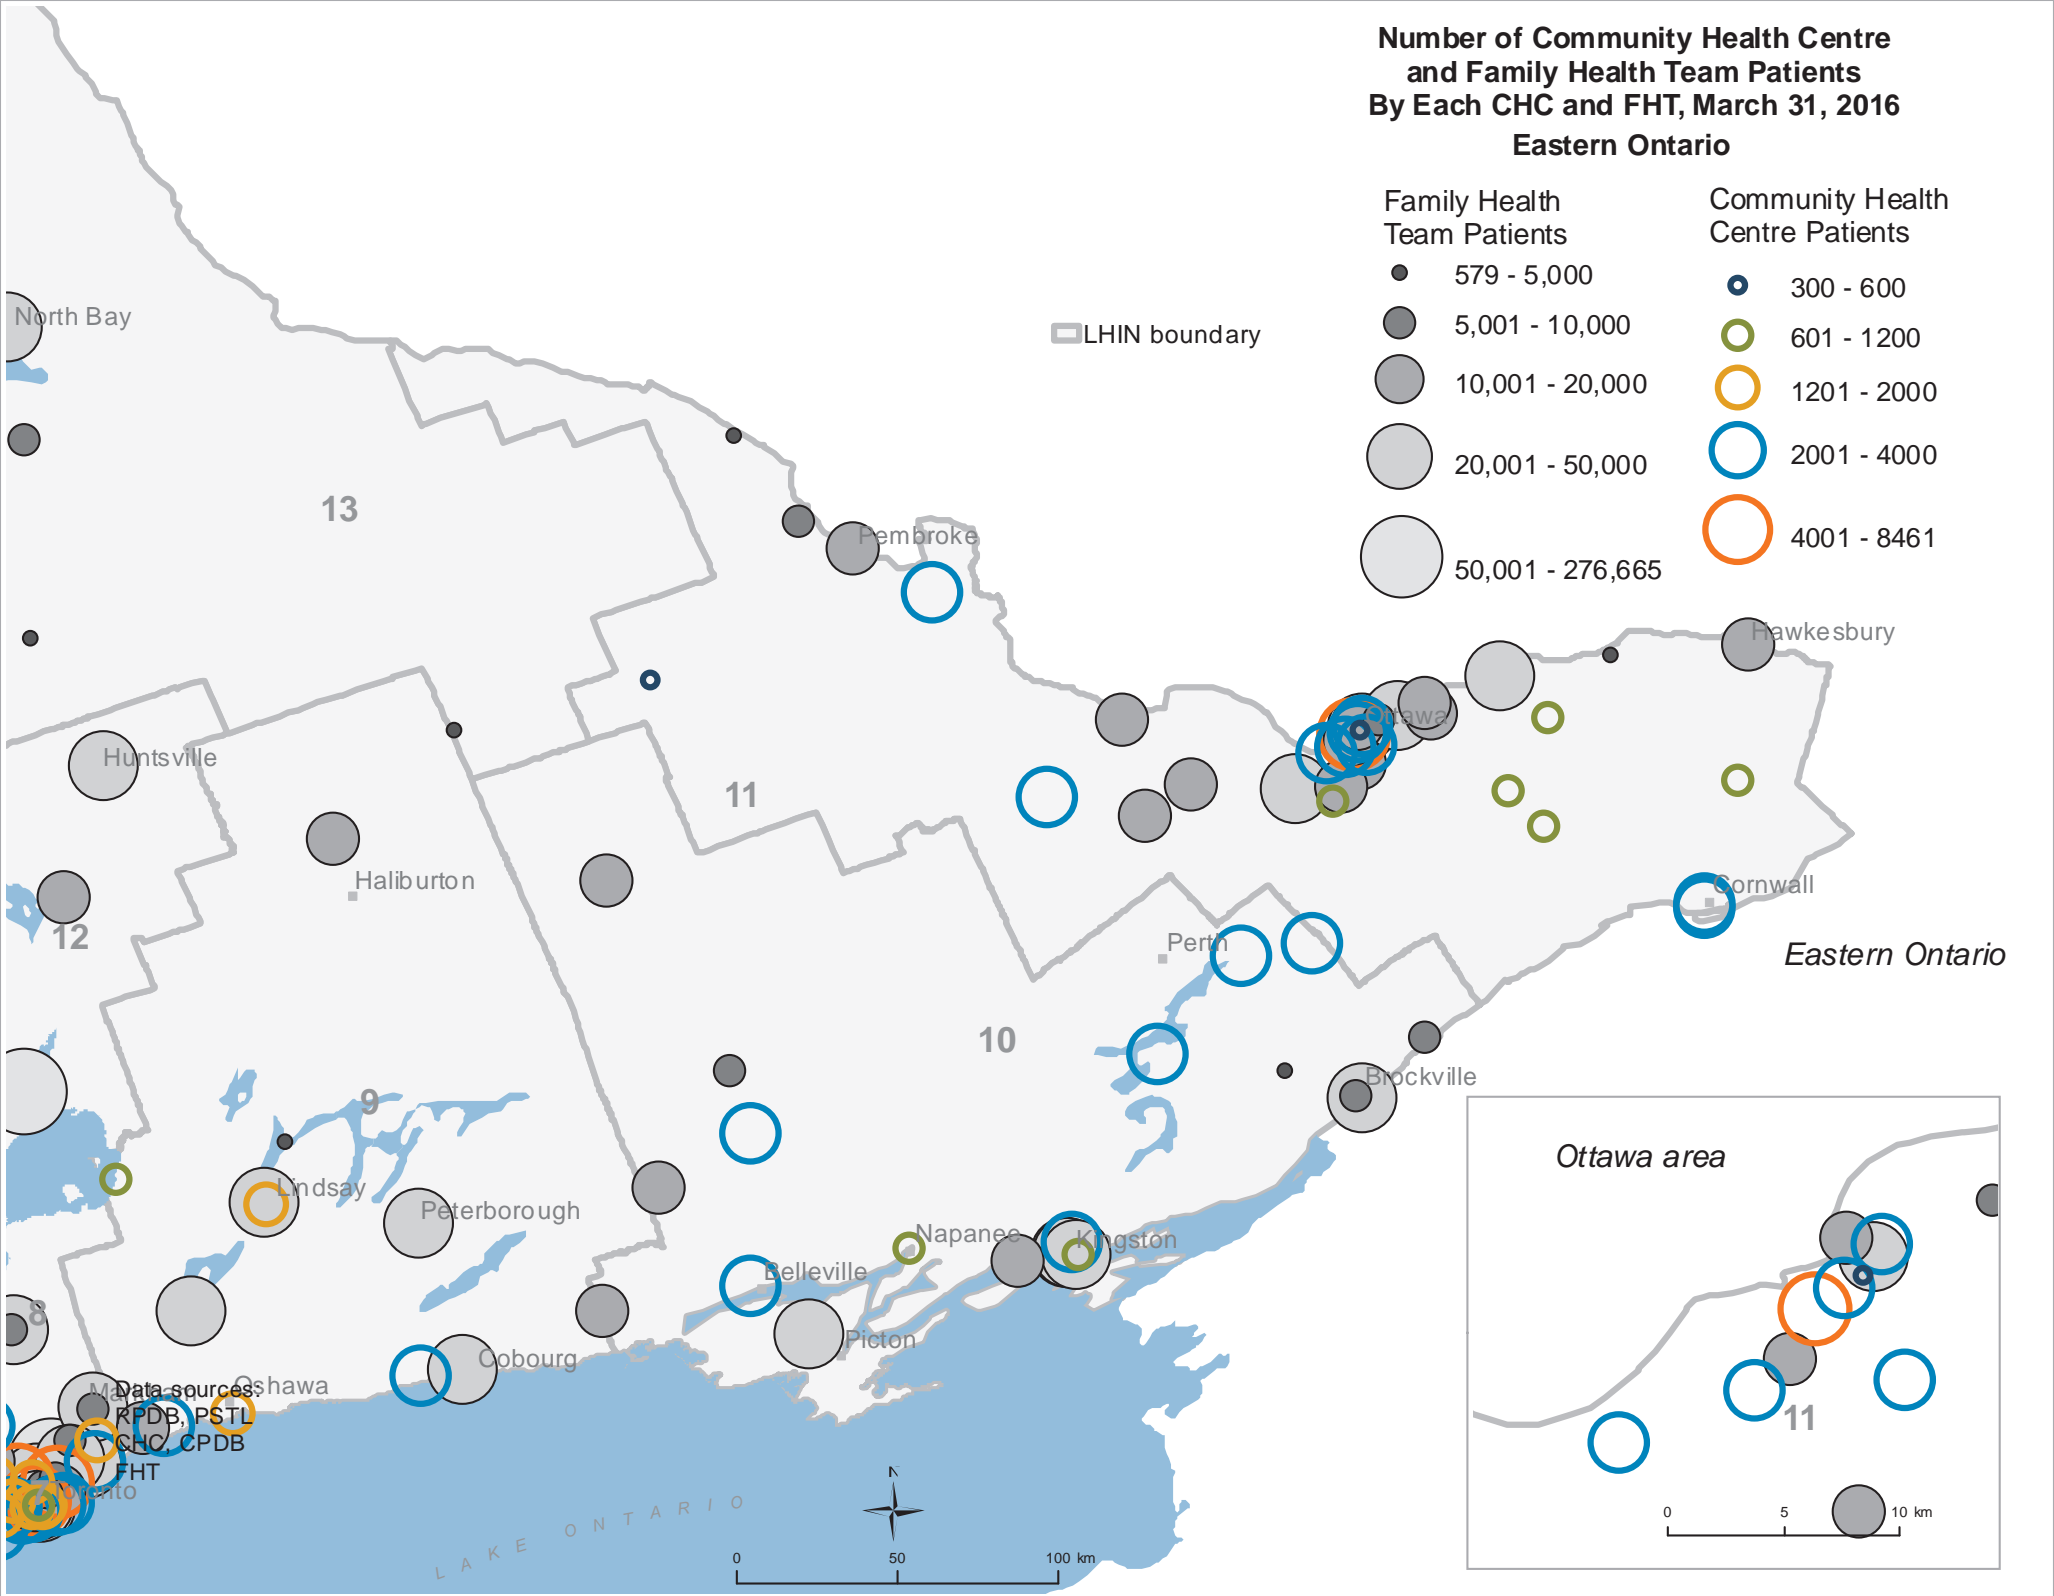 Number of Community Health Centre
and Family Health Team Patients
By Each CHC and FHT, March 31, 2016
Eastern Ontario
Family Health
Team Patients
579 - 5,000
5,001 - 10,000
10,001 - 20,000
20,001 - 50,000
50,001 - 276,665
Community Health
Centre Patients
300 - 600
601 - 1200
1201 - 2000
2001 - 4000
4001 - 8461
LHIN boundary
North Bay
13
Pembroke
Hawkesbury
Ottawa
Huntsville
11
Haliburton
12
Cornwall
Perth
Eastern Ontario
10
Brockville
9
Lindsay
Peterborough
Napanee
Kingston
Belleville
8
Picton
Cobourg
Markham
Oshawa
Data sources:
RPDB, PSTL
CHC, CPDB
FHT
7
Toronto
LAKE ONTARIO
N
0 50 100 km
Ottawa area
11
0 5 10 km